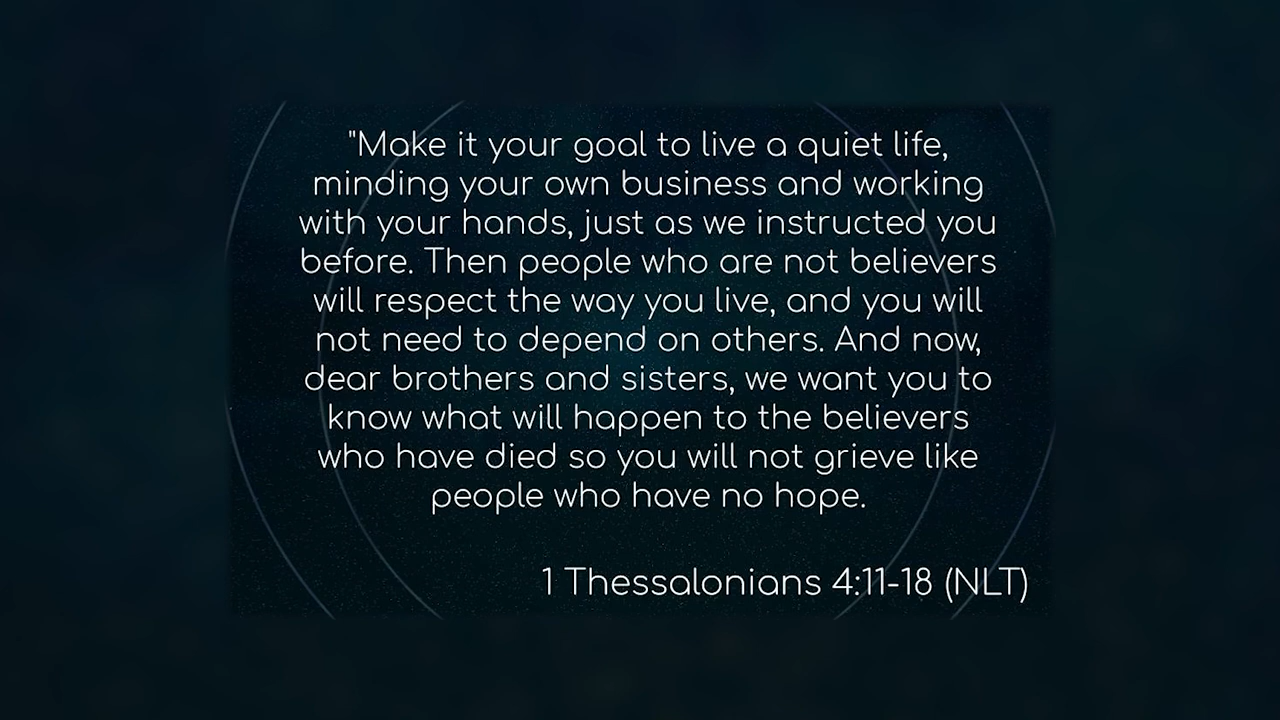 "Make it your goal to live a quiet life,
minding your own business and working
with your hands, just as we instructed you
before. Then people who are not believers
will respect the way you live, and you will
not need to depend on others. And now,
dear brothers and sisters, we want you to
know what will happen to the believers
who have died so you will not grieve like
people who have no hope.
1 Thessalonians 4:11-18 (NLT)